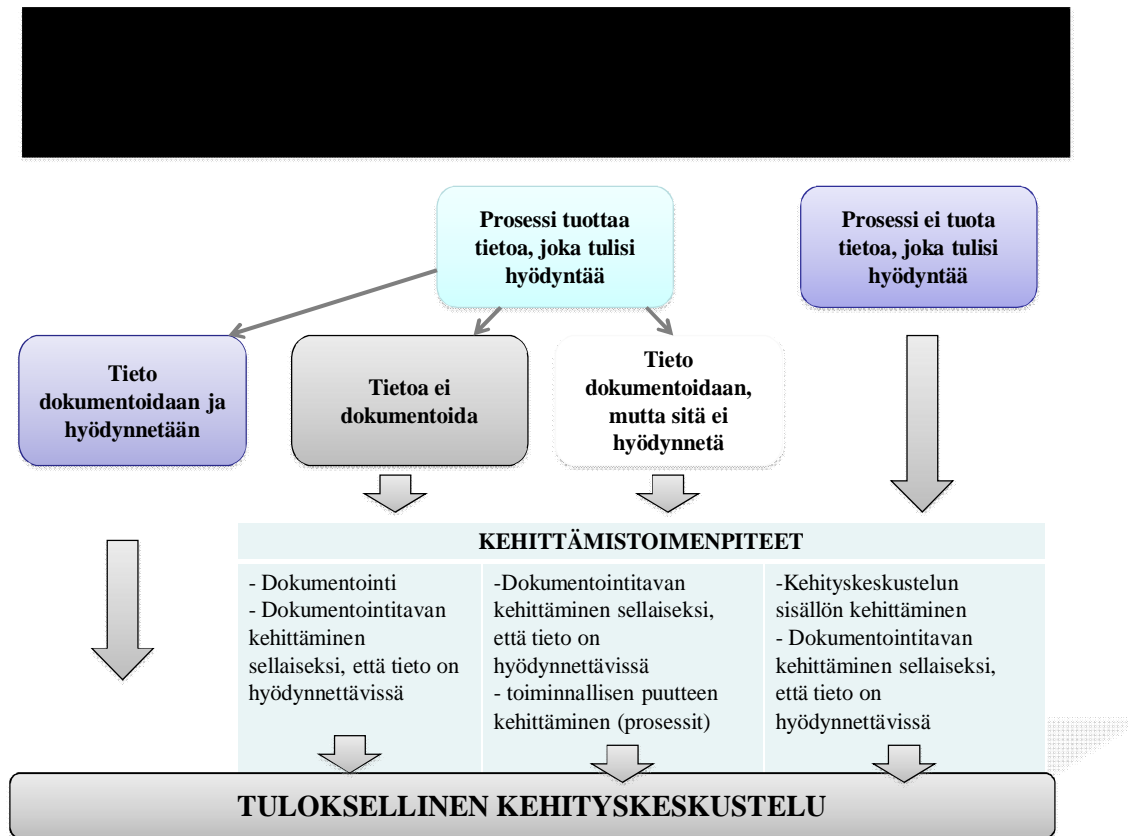 Prosessi tuottaa
tietoa, joka tulisi
hyödyntää
Prosessi ei tuota
tietoa, joka tulisi
hyödyntää
Tieto
dokumentoidaan ja
hyödynnetään
Tietoa ei
dokumentoida
Tieto
dokumentoidaan,
mutta sitä ei
hyödynnetä
KEHITTÄMISTOIMENPITEET
- Dokumentointi
- Dokumentointitavan
kehittäminen
sellaiseksi, että tieto on
hyödynnettävissä
-Dokumentointitavan
kehittäminen sellaiseksi,
että tieto on
hyödynnettävissä
- toiminnallisen puutteen
kehittäminen (prosessit)
-Kehityskeskustelun
sisällön kehittäminen
- Dokumentointitavan
kehittäminen sellaiseksi,
että tieto on
hyödynnettävissä
TULOKSELLINEN KEHITYSKESKUSTELU